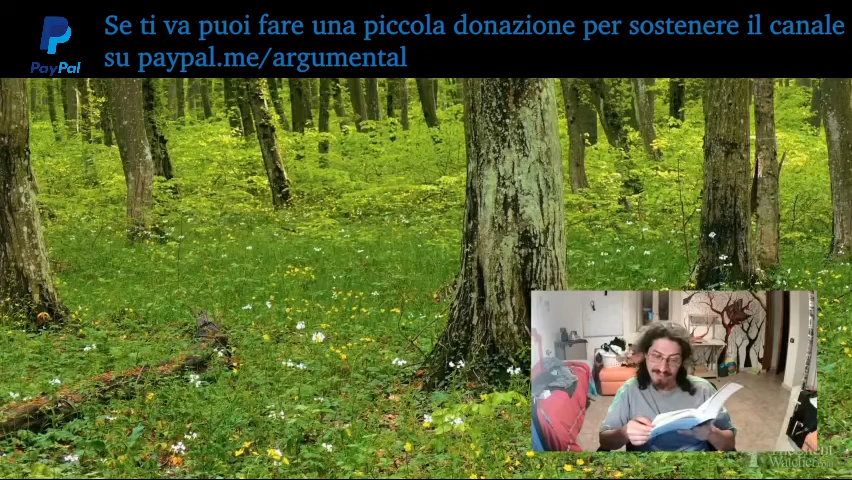 Se ti va puoi fare una piccola donazione per sostenere il canale
su paypal.me/argumental
PayPal